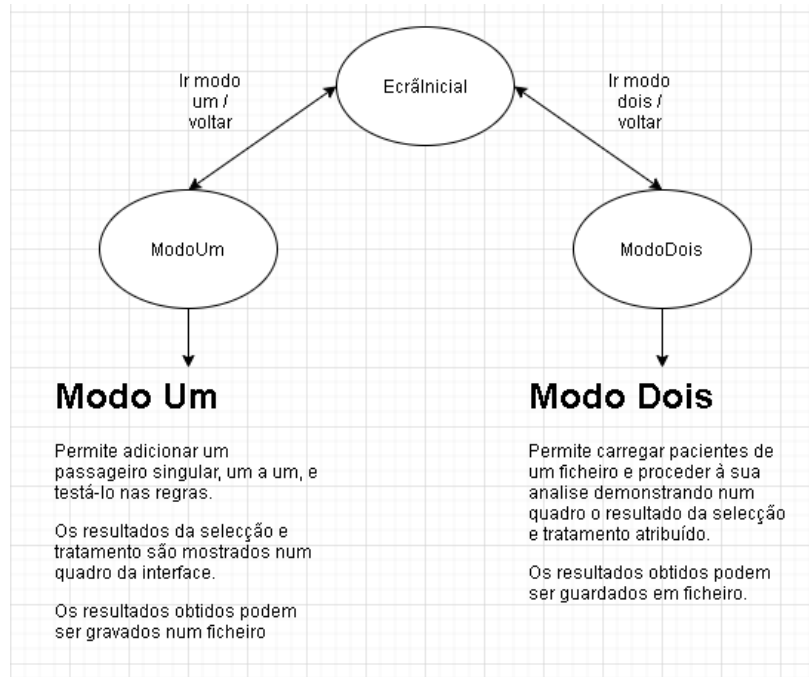 EcrãInicial
Ir modo
um /
voltar
Ir modo
dois /
voltar
ModoUm
ModoDois
Modo Um
Permite adicionar um
passageiro singular, um a um, e
testá-lo nas regras.
Os resultados da selecção e
tratamento são mostrados num
quadro da interface.
Os resultados obtidos podem
ser gravados num ficheiro
Modo Dois
Permite carregar pacientes de
um ficheiro e proceder à sua
analise demonstrando num
quadro o resultado da selecção
e tratamento atribuído.
Os resultados obtidos podem
ser guardados em ficheiro.